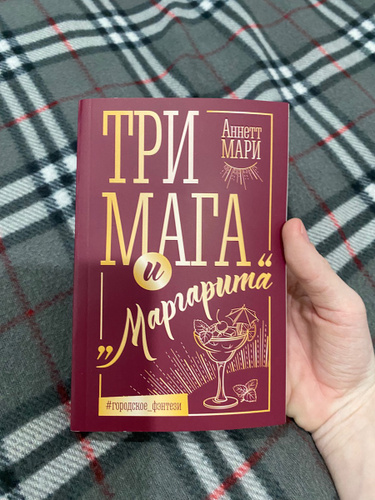 ТРИ
Аннетт
МАРИ
МАГА
и
„Маргарита“
#городское_фэнтези